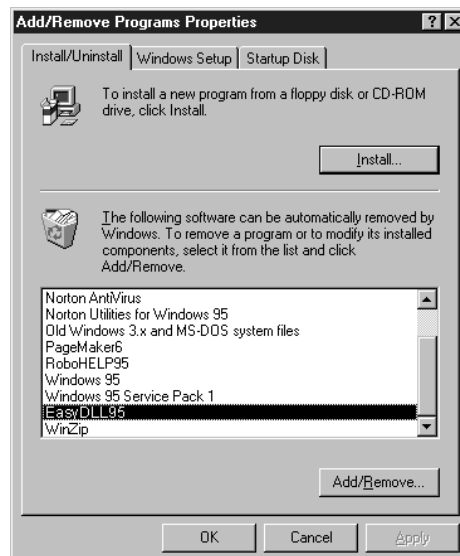 Add/Remove Programs Properties
Install/Uninstall
Windows Setup
Startup Disk
To install a new program from a floppy disk or CD-ROM
drive, click Install.
Install...
The following software can be automatically removed by
Windows. To remove a program or to modify its installed
components, select it from the list and click
Add/Remove.
Norton AntiVirus
Norton Utilities for Windows 95
Old Windows 3.x and MS-DOS system files
PageMaker6
RoboHELP95
Windows 95
Windows 95 Service Pack 1
EasyDLL95
WinZip
Add/Remove...
OK
Cancel
Apply